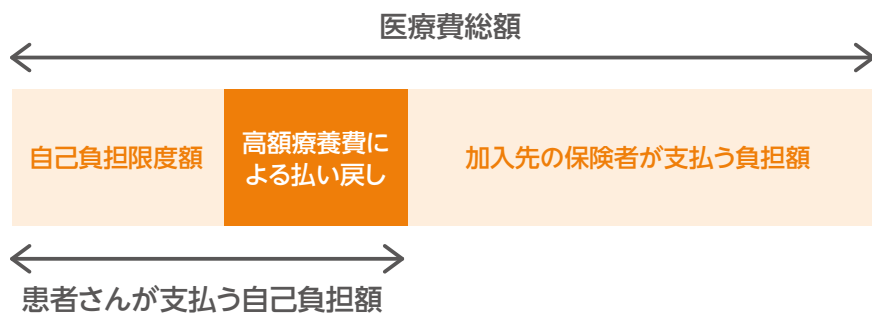 医療費総額
自己負担限度額
高額療養費に
よる払い戻し
加入先の保険者が支払う負担額
患者さんが支払う自己負担額